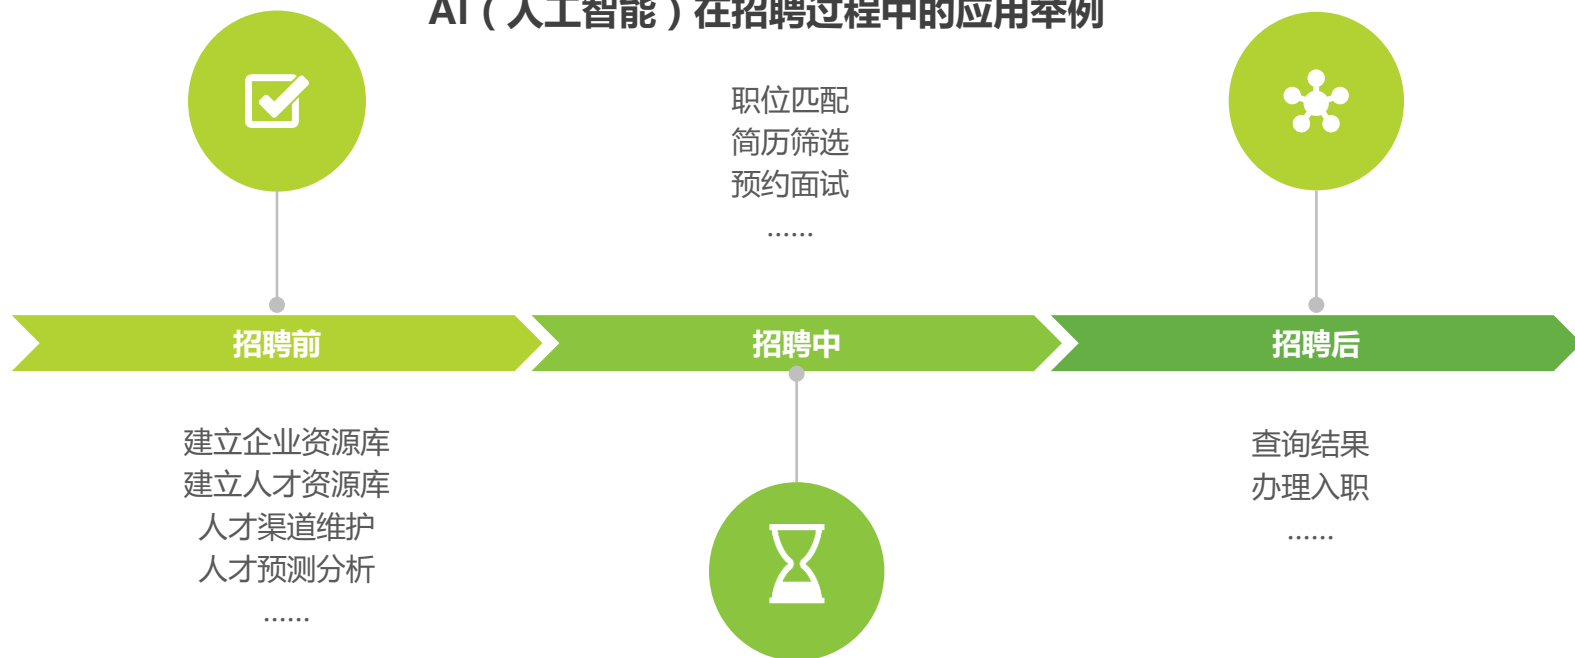 AI（人工智能）在招聘过程中的应用举例
职位匹配
简历筛选
预约面试
......
招聘前
招聘中
招聘后
建立企业资源库
建立人才资源库
人才渠道维护
人才预测分析
......
查询结果
办理入职
......